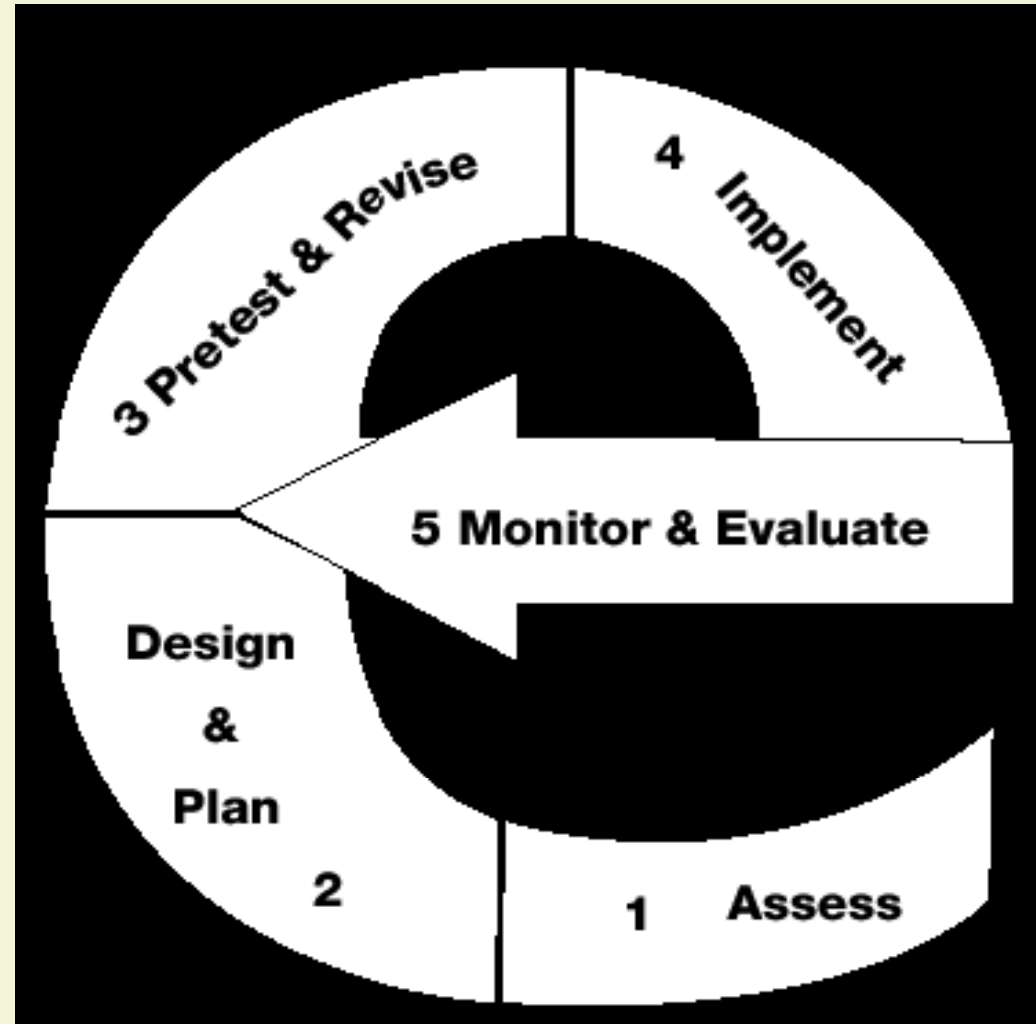 4 Implement
3 Pretest & Revise
5 Monitor & Evaluate
Design
&
Plan
2
1 Assess